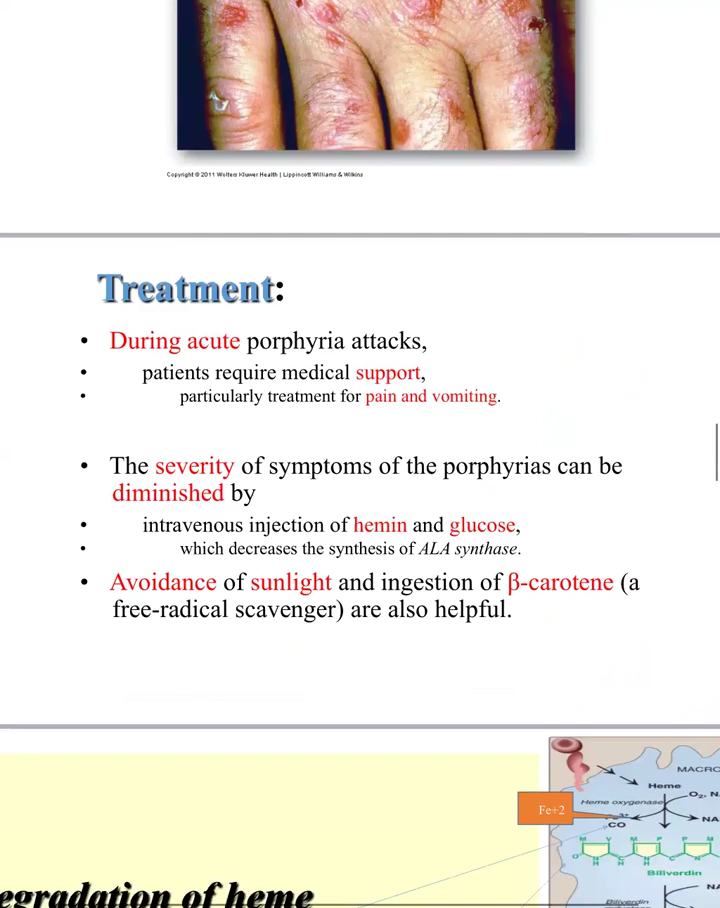 Copyright © 2011 Wolters Kluwer Health | Lippincott Williams & Wilkins
Treatment:
• During acute porphyria attacks,
• patients require medical support,
• particularly treatment for pain and vomiting.
• The severity of symptoms of the porphyrias can be
diminished by
• intravenous injection of hemin and glucose,
• which decreases the synthesis of ALA synthase.
• Avoidance of sunlight and ingestion of β-carotene (a
free-radical scavenger) are also helpful.
MACRO
Heme
O₂, N
Heme oxygenase
Fe+2
3+
NA
CO
M V M P P M
O
N
H
C
H
N
H
Biliverdin
NA
Biliverdin
egradation of heme